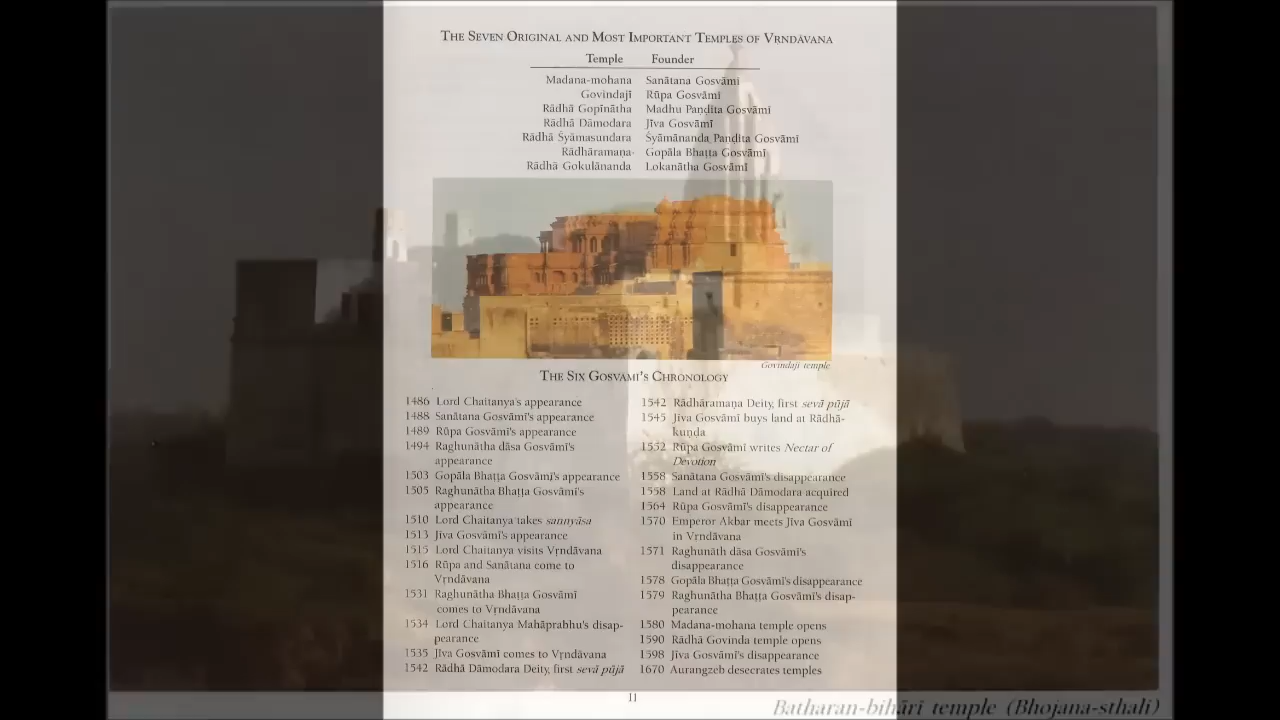 THE SEVEN ORIGINAL AND MOST IMPORTANT TEMPLES OF VRNDĀVANA
Temple Founder
Madana-mohana Sanātana Gosvāmī
Govindajī Rūpa Gosvāmī
Rādhā Gopīnātha Madhu Paṇḍita Gosvāmī
Rādhā Dāmodara Jīva Gosvāmī
Rādhā Śyāmasundara Śyāmānanda Paṇḍita Gosvāmī
Rādhāramaṇa Gopāla Bhaṭṭa Gosvāmī
Rādhā Gokulānanda Lokanātha Gosvāmī
Govindajī temple
THE SIX GOSVAMI'S CHRONOLOGY
1486 Lord Chaitanya's appearance
1488 Sanātana Gosvāmī's appearance
1489 Rūpa Gosvāmī's appearance
1494 Raghunātha dāsa Gosvāmī's
appearance
1503 Gopāla Bhaṭṭa Gosvāmī's appearance
1505 Raghunātha Bhaṭṭa Gosvāmī's
appearance
1510 Lord Chaitanya takes sannyāsa
1513 Jīva Gosvāmī's appearance
1515 Lord Chaitanya visits Vṛndāvana
1516 Rūpa and Sanātana come to
Vṛndāvana
1531 Raghunātha Bhaṭṭa Gosvāmī
comes to Vṛndāvana
1534 Lord Chaitanya Mahāprabhu's disap-
pearance
1535 Jīva Gosvāmī comes to Vṛndāvana
1542 Rādhā Dāmodara Deity, first sevā pūjā
1542 Rādhāramaṇa Deity, first sevā pūjā
1545 Jīva Gosvāmī buys land at Rādhā-
kuṇḍa
1552 Rūpa Gosvāmī writes Nectar of
Devotion
1558 Sanātana Gosvāmī's disappearance
1558 Land at Rādhā Dāmodara acquired
1564 Rūpa Gosvāmī's disappearance
1570 Emperor Akbar meets Jīva Gosvāmī
in Vṛndāvana
1571 Raghunāth dāsa Gosvāmī's
disappearance
1578 Gopāla Bhaṭṭa Gosvāmī's disappearance
1579 Raghunātha Bhaṭṭa Gosvāmī's disap-
pearance
1580 Madana-mohana temple opens
1590 Rādhā Govinda temple opens
1598 Jīva Gosvāmī's disappearance
1670 Aurangzeb desecrates temples
11
Batharan-bihārī temple (Bhojana-sthali)